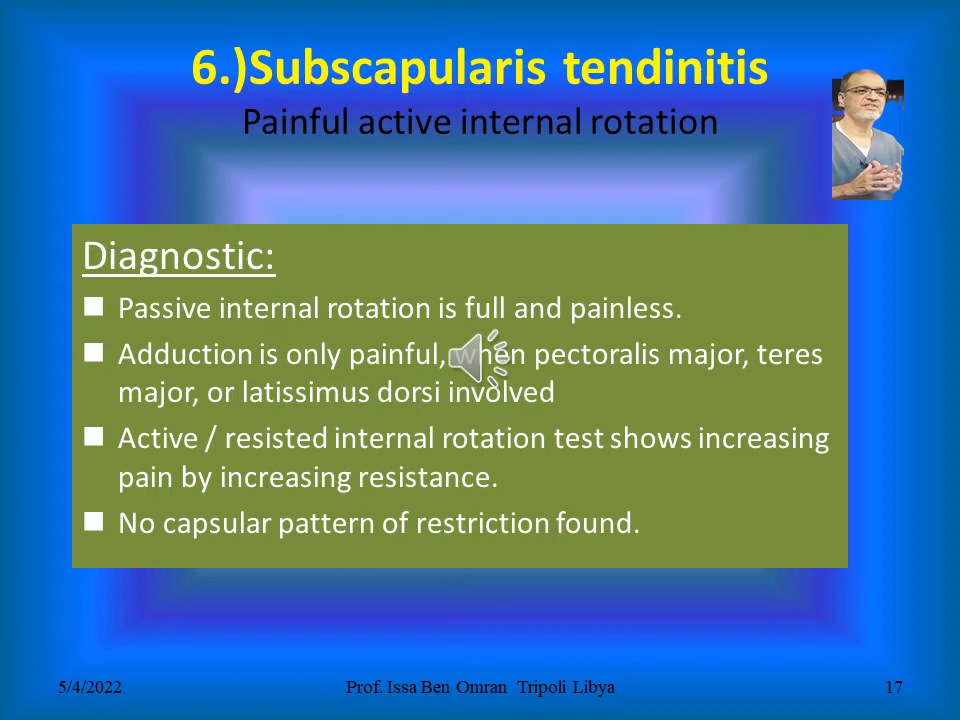 6.)Subscapularis tendinitis
Painful active internal rotation
Diagnostic:
Passive internal rotation is full and painless.
Adduction is only painful, when pectoralis major, teres
major, or latissimus dorsi involved
Active / resisted internal rotation test shows increasing
pain by increasing resistance.
No capsular pattern of restriction found.
5/4/2022
Prof. Issa Ben Omran Tripoli Libya
17